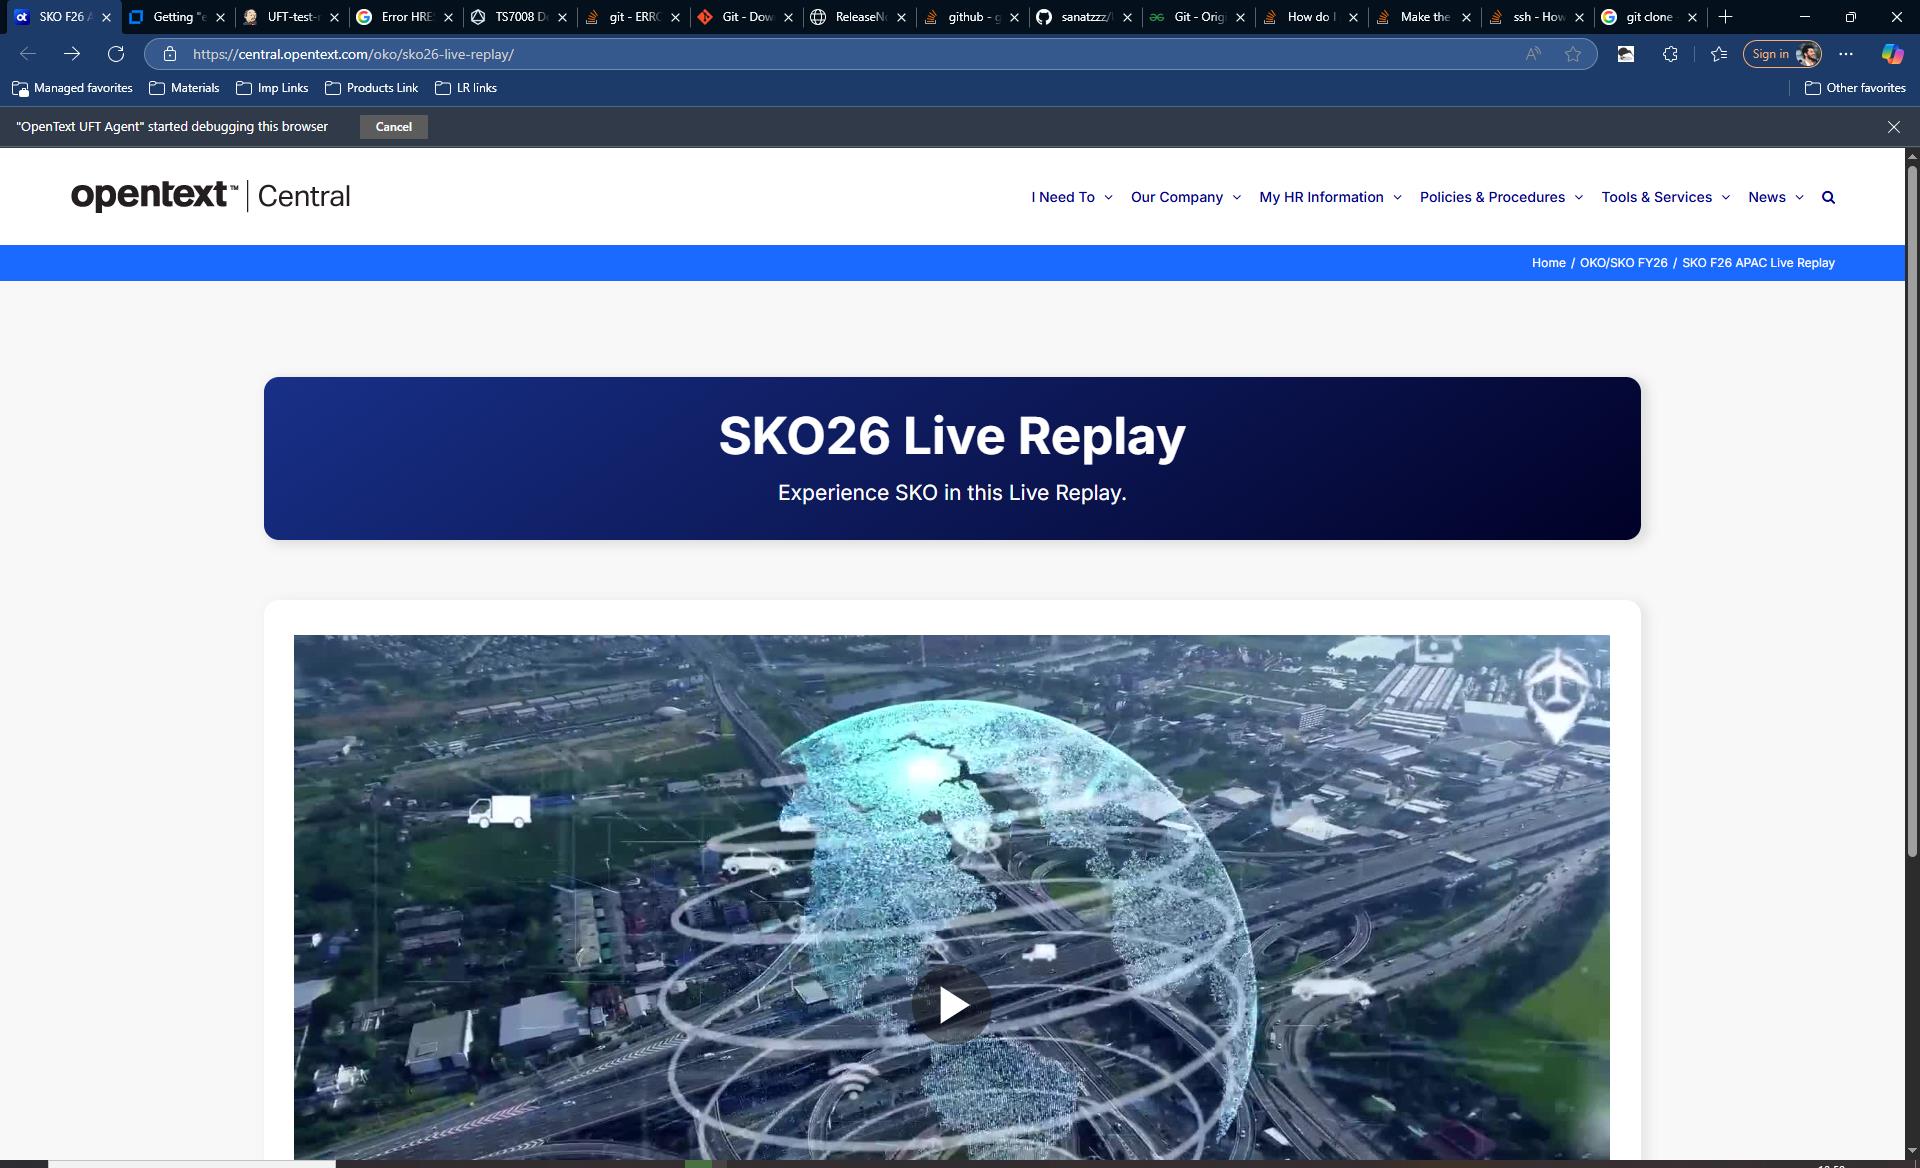 SKO F26 A
Getting "e
UFT-test-r
Error HRES
TS7008 De
git - ERRO
Git - Dow
ReleaseNo
github - g
sanatzzz/
Git - Orig
How do I
Make the
ssh - How
git clone
https://central.opentext.com/oko/sko26-live-replay/
Sign in
Managed favorites
Materials
Imp Links
Products Link
LR links
Other favorites
"OpenText UFT Agent" started debugging this browser
Cancel
opentext™ | Central
I Need To
Our Company
My HR Information
Policies & Procedures
Tools & Services
News
Home / OKO/SKO FY26 / SKO F26 APAC Live Replay
SKO26 Live Replay
Experience SKO in this Live Replay.